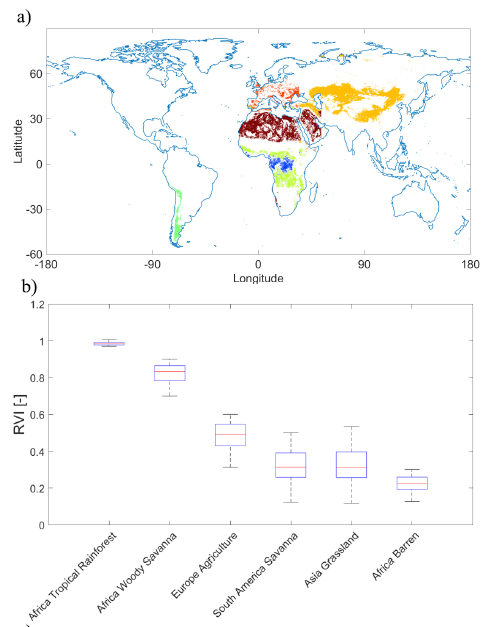 a)
60
30
0
-30
-60
Latitutde
-180
-90
0
90
180
Longitude
b)
1.2
1
0.8
0.6
0.4
0.2
0
RVI [-]
Africa Tropical Rainforest
Africa Woody Savanna
Europe Agriculture
South America Savanna
Asia Grassland
Africa Barren